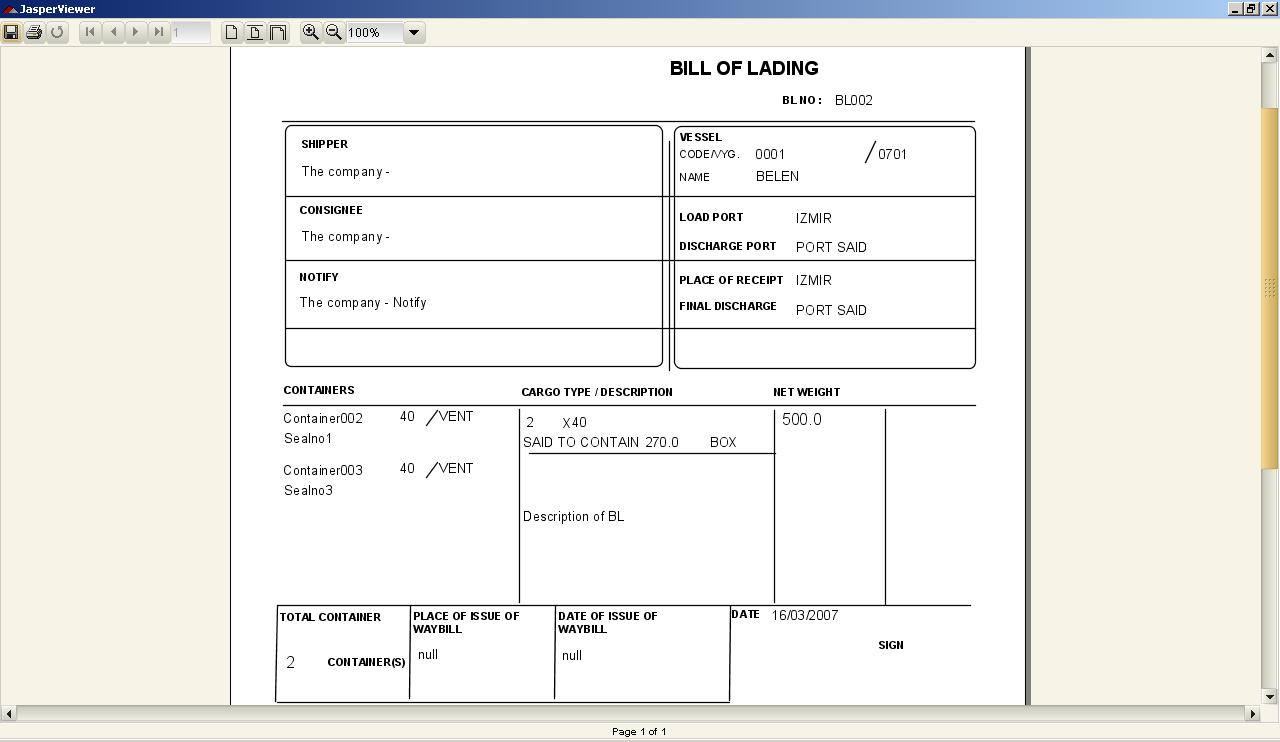 JasperViewer
1
100%
BILL OF LADING
BL NO : BL002
SHIPPER
The company -
CONSIGNEE
The company -
NOTIFY
The company - Notify
VESSEL
CODE/VYG. 0001 / 0701
NAME BELEN
LOAD PORT IZMIR
DISCHARGE PORT PORT SAID
PLACE OF RECEIPT IZMIR
FINAL DISCHARGE PORT SAID
CONTAINERS CARGO TYPE / DESCRIPTION NET WEIGHT
Container002 40 /VENT
Sealno1
Container003 40 /VENT
Sealno3
2 X40
SAID TO CONTAIN 270.0 BOX
Description of BL
500.0
TOTAL CONTAINER
2 CONTAINER(S)
PLACE OF ISSUE OF
WAYBILL
null
DATE OF ISSUE OF
WAYBILL
null
DATE 16/03/2007
SIGN
Page 1 of 1